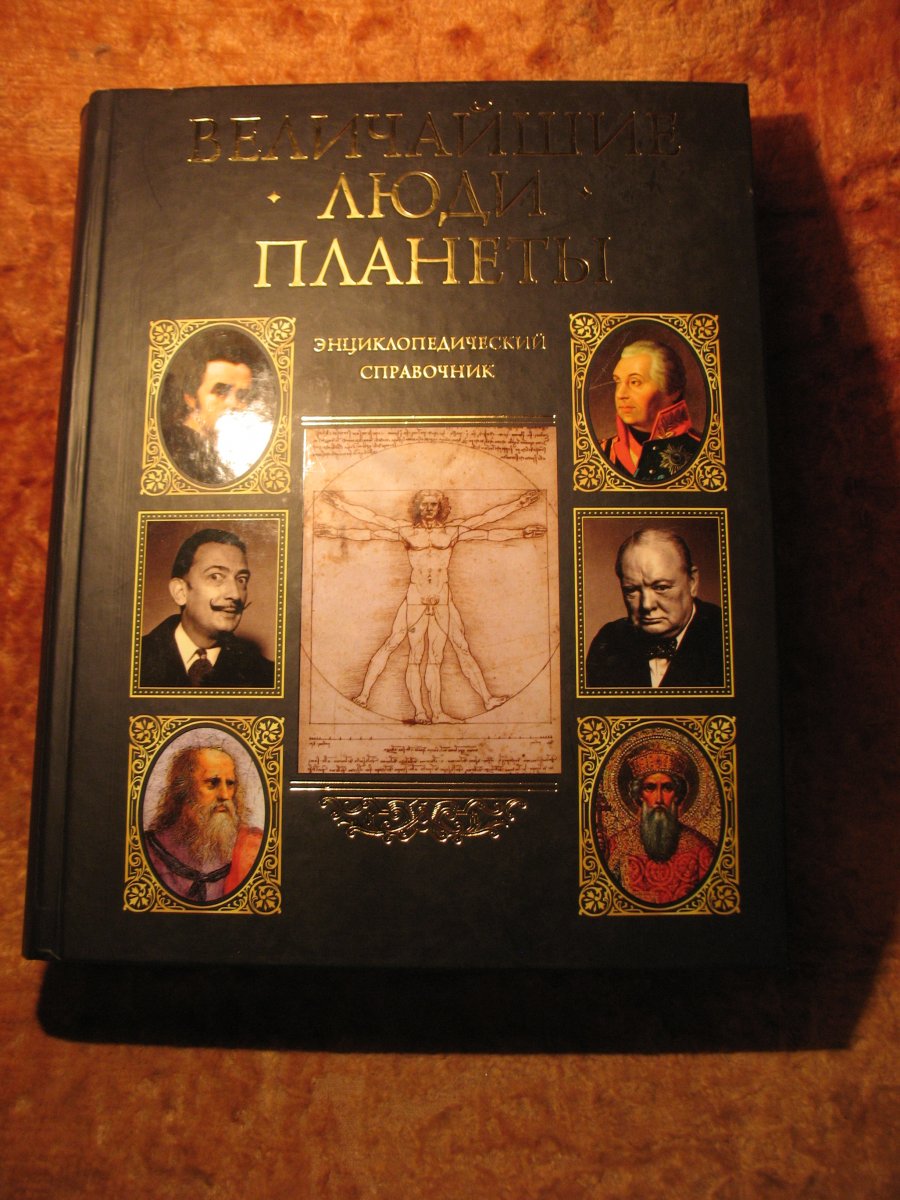 ВЕЛИЧАЙШИЕ
ЛЮДИ
ПЛАНЕТЫ
ЭНЦИКЛОПЕДИЧЕСКИЙ
СПРАВОЧНИК